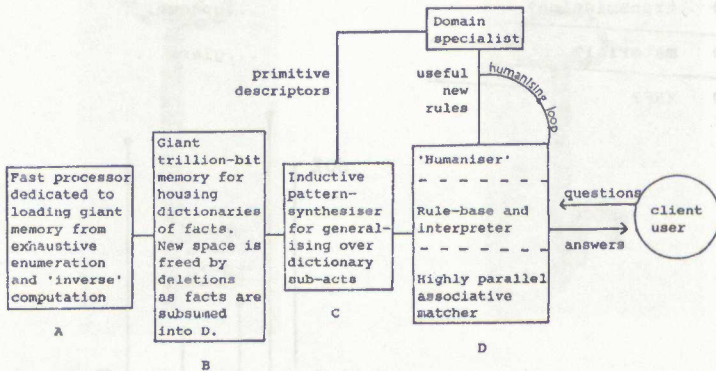 Domain
specialist
primitive
descriptors
useful
new
rules
humanising loop
Fast processor
dedicated to
loading giant
memory from
exhaustive
enumeration
and 'inverse'
computation
A
Giant
trillion-bit
memory for
housing
dictionaries
of facts.
New space is
freed by
deletions
as facts are
subsumed
into D.
B
Inductive
pattern-
synthesiser
for general-
ising over
dictionary
sub-acts
C
'Humaniser'
Rule-base and
interpreter
Highly parallel
associative
matcher
D
questions
answers
client
user